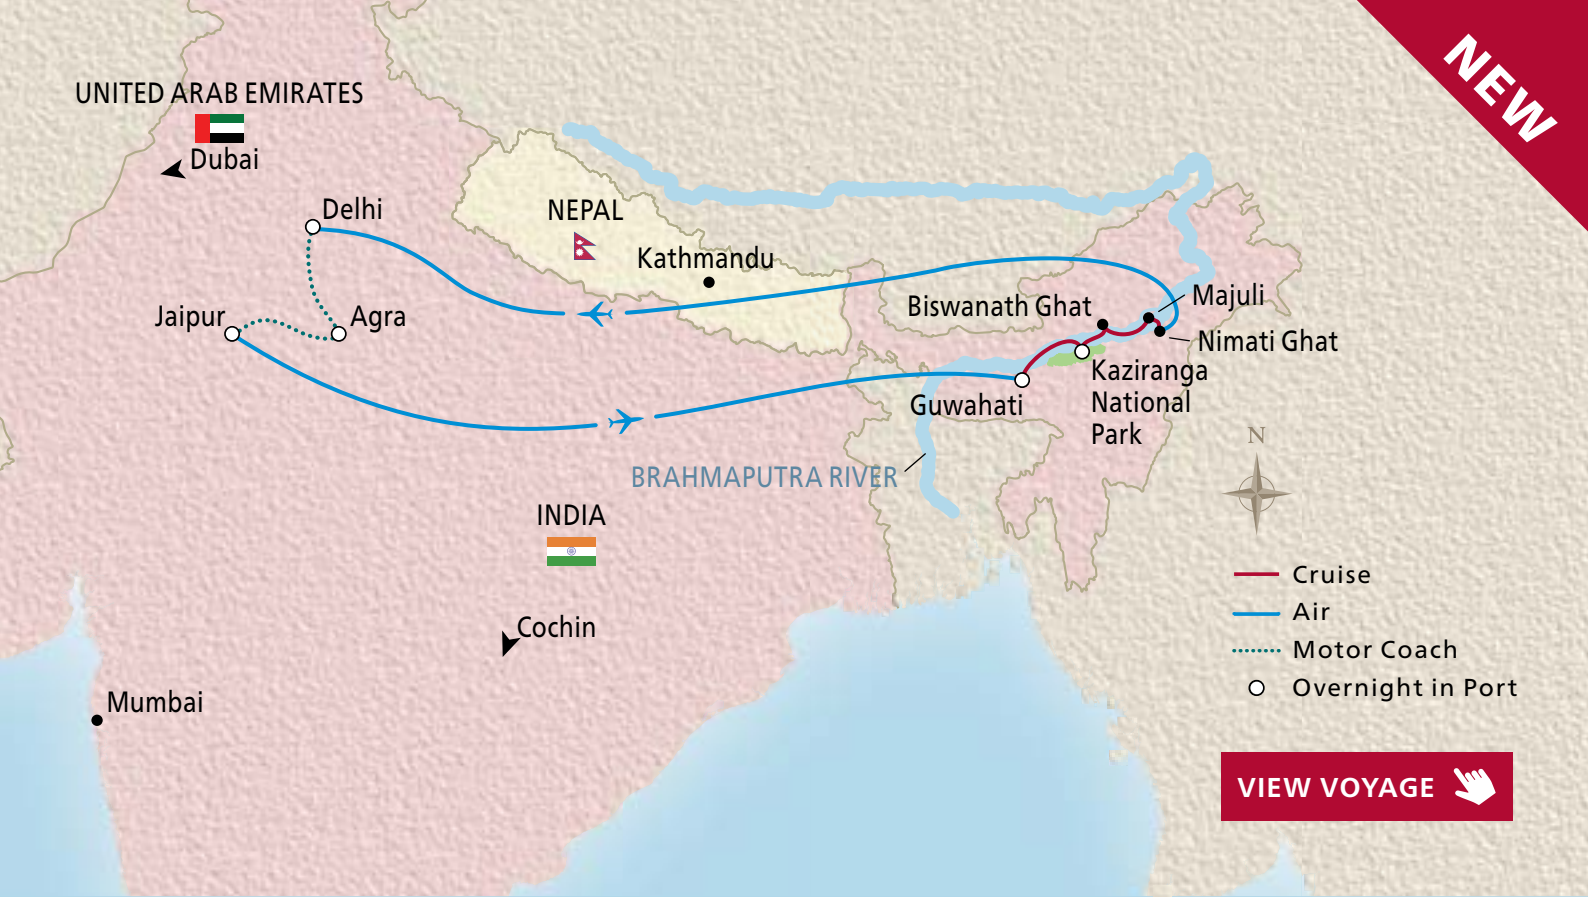 NEW
UNITED ARAB EMIRATES
Dubai
Delhi
NEPAL
Kathmandu
Jaipur
Agra
Biswanath Ghat
Majuli
Nimati Ghat
Kaziranga
National
Park
Guwahati
BRAHMAPUTRA RIVER
INDIA
Cochin
Mumbai
N
Cruise
Air
Motor Coach
Overnight in Port
VIEW VOYAGE